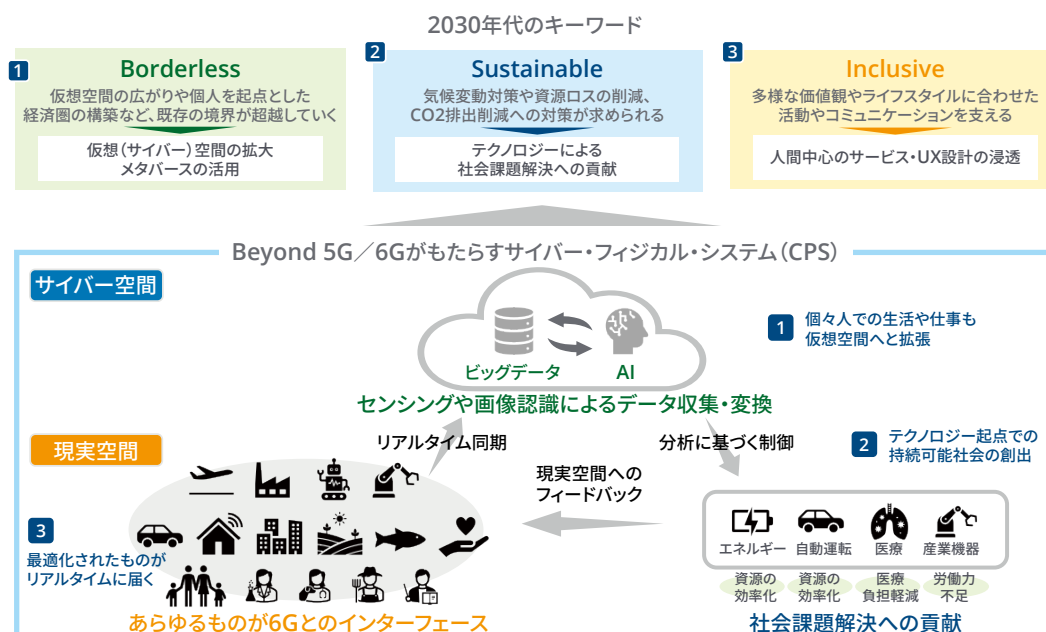 2030年代のキーワード
1
Borderless
仮想空間の広がりや個人を起点とした
経済圏の構築など、既存の境界が超越していく
仮想(サイバー)空間の拡大
メタバースの活用
2
Sustainable
気候変動対策や資源ロスの削減、
CO2排出削減への対策が求められる
テクノロジーによる
社会課題解決への貢献
3
Inclusive
多様な価値観やライフスタイルに合わせた
活動やコミュニケーションを支える
人間中心のサービス・UX設計の浸透
Beyond 5G／6Gがもたらすサイバー・フィジカル・システム(CPS)
サイバー空間
ビッグデータ
AI
センシングや画像認識によるデータ収集・変換
1
個々人での生活や仕事も
仮想空間へと拡張
現実空間
リアルタイム同期
分析に基づく制御
2
テクノロジー起点での
持続可能社会の創出
現実空間への
フィードバック
3
最適化されたものが
リアルタイムに届く
あらゆるものが6Gとのインターフェース
エネルギー
自動運転
医療
産業機器
資源の
効率化
資源の
効率化
医療
負担軽減
労働力
不足
社会課題解決への貢献